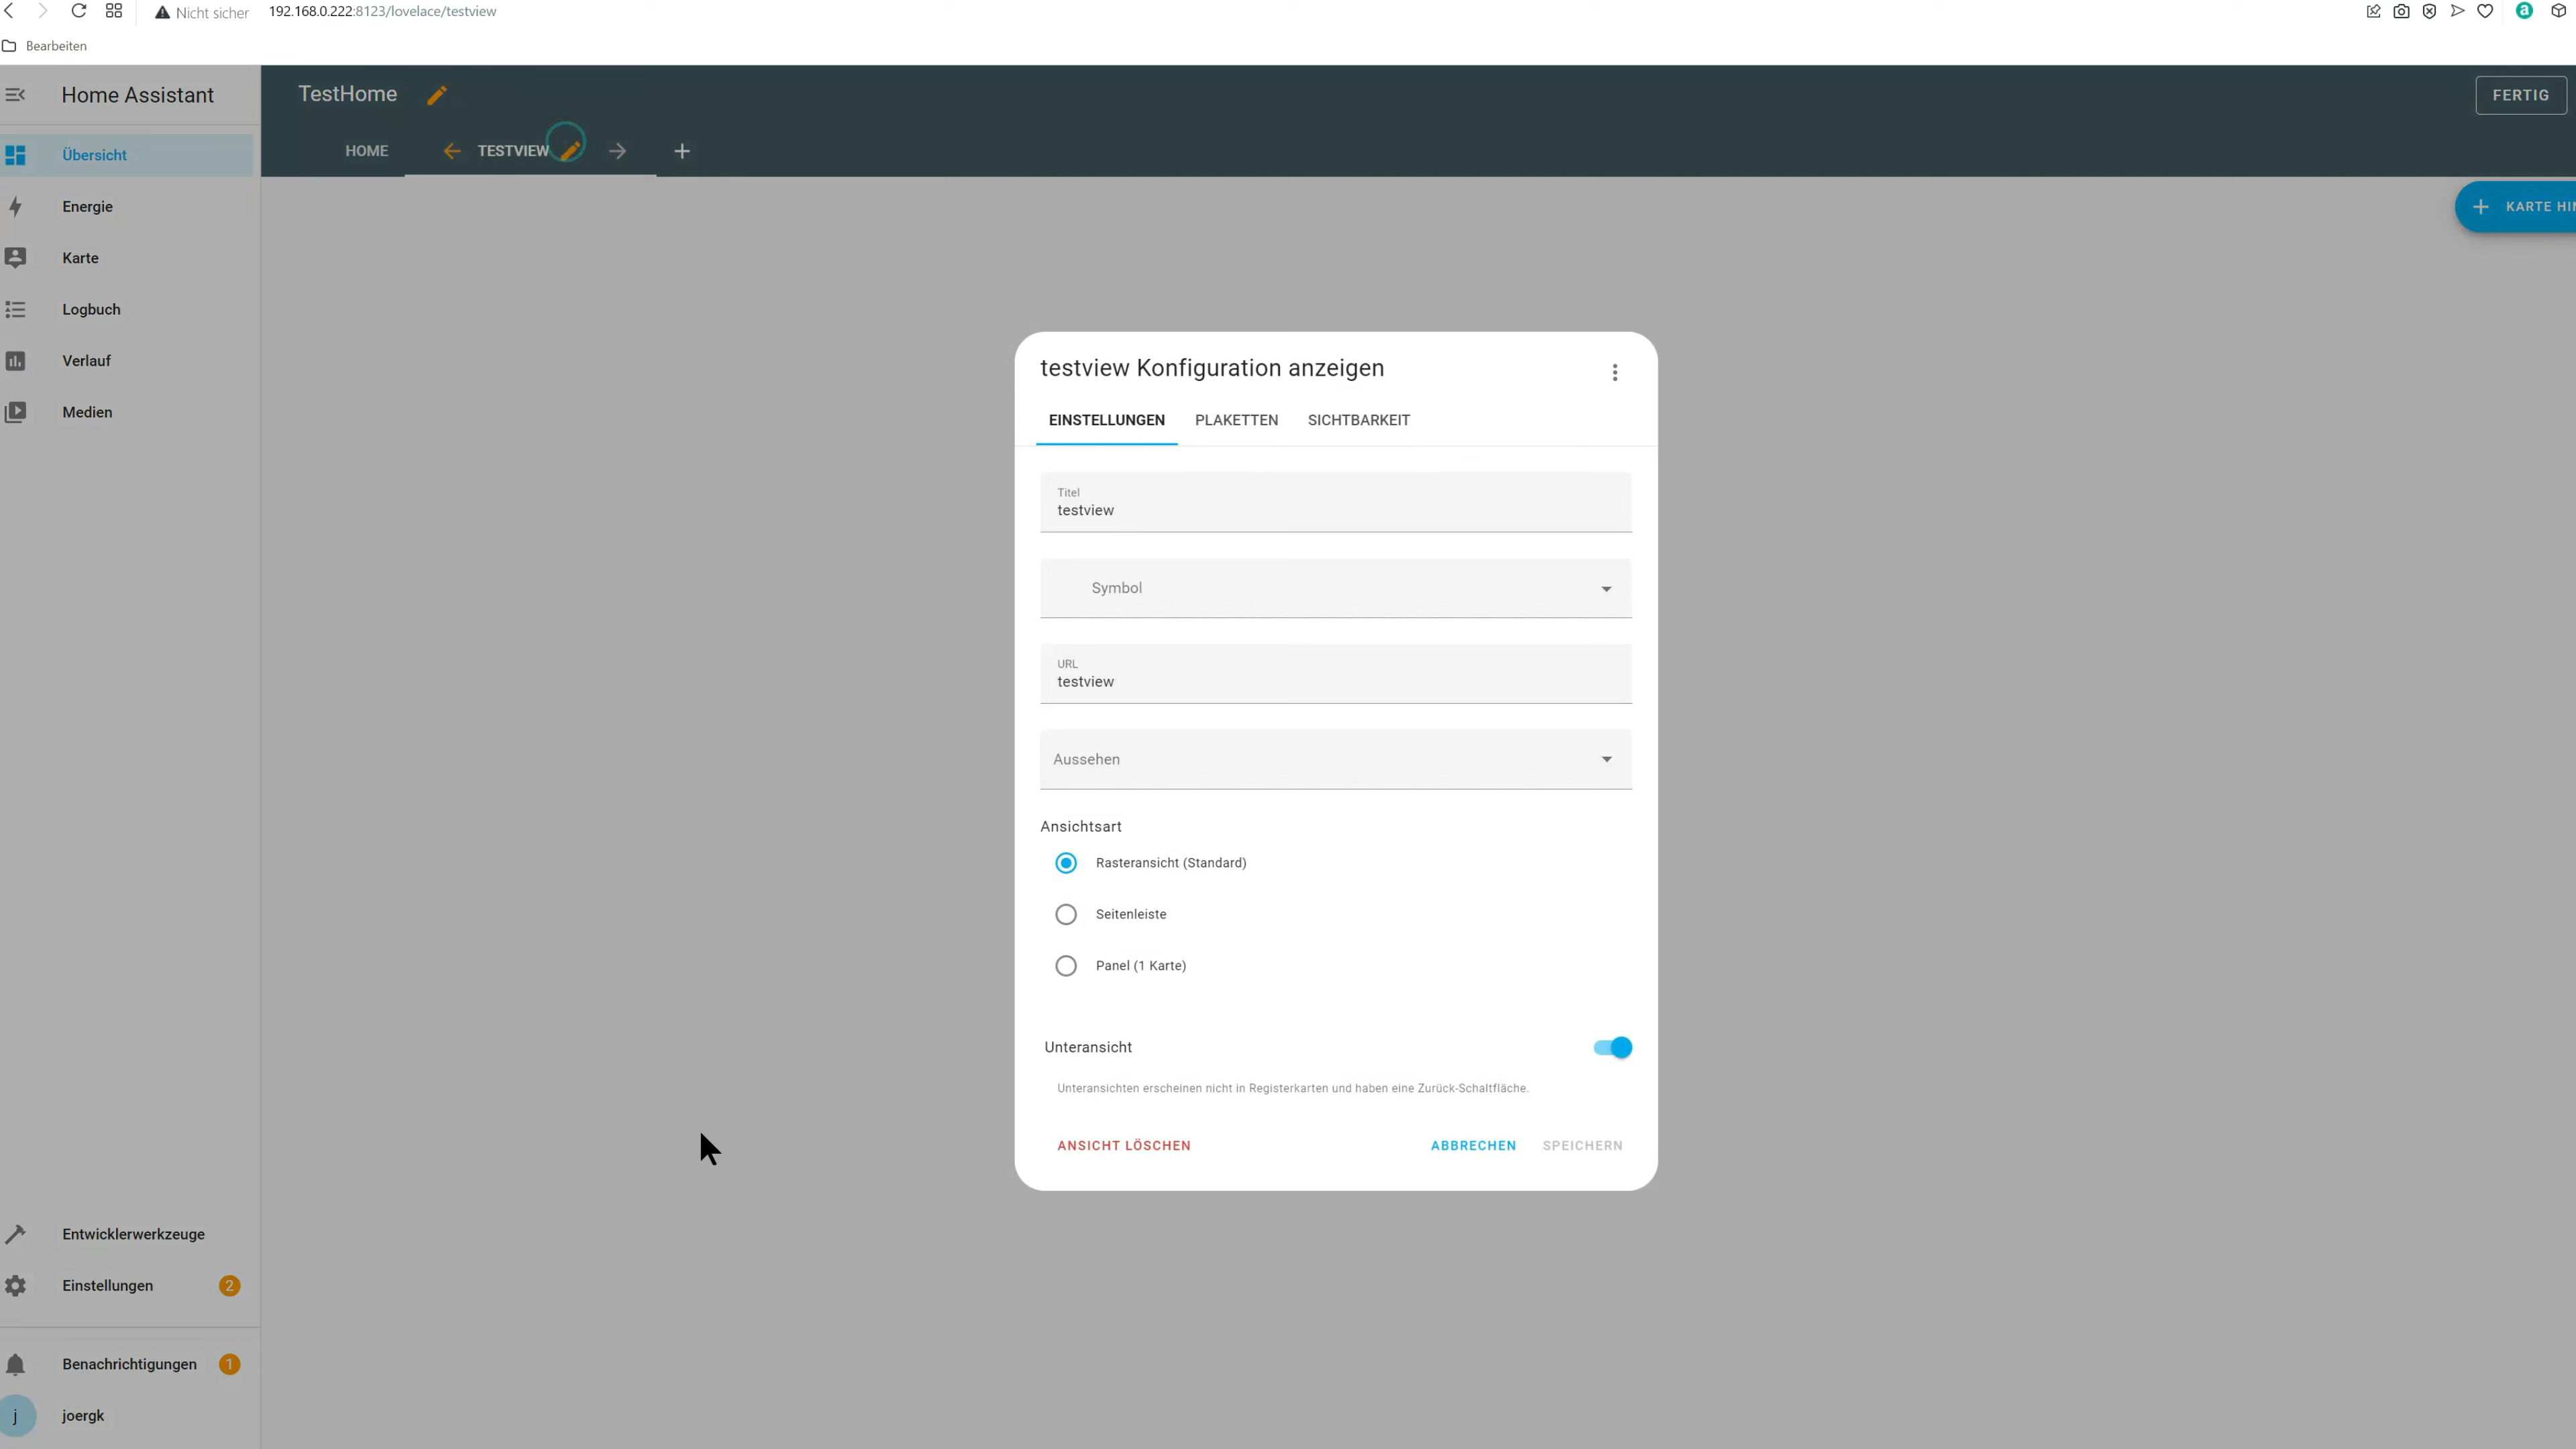 Nicht sicher 192.168.0.222:8123/lovelace/testview
a
Bearbeiten
Home Assistant
TestHome
FERTIG
HOME
TESTVIEW
Übersicht
Energie
KARTE HIN
Karte
Logbuch
Verlauf
Medien
testview Konfiguration anzeigen
EINSTELLUNGEN PLAKETTEN SICHTBARKEIT
Titel
testview
Symbol
URL
testview
Aussehen
Ansichtsart
Rasteransicht (Standard)
Seitenleiste
Panel (1 Karte)
Unteransicht
Unteransichten erscheinen nicht in Registerkarten und haben eine Zurück-Schaltfläche.
ANSICHT LÖSCHEN ABBRECHEN SPEICHERN
Entwicklerwerkzeuge
Einstellungen 2
Benachrichtigungen 1
j joergk